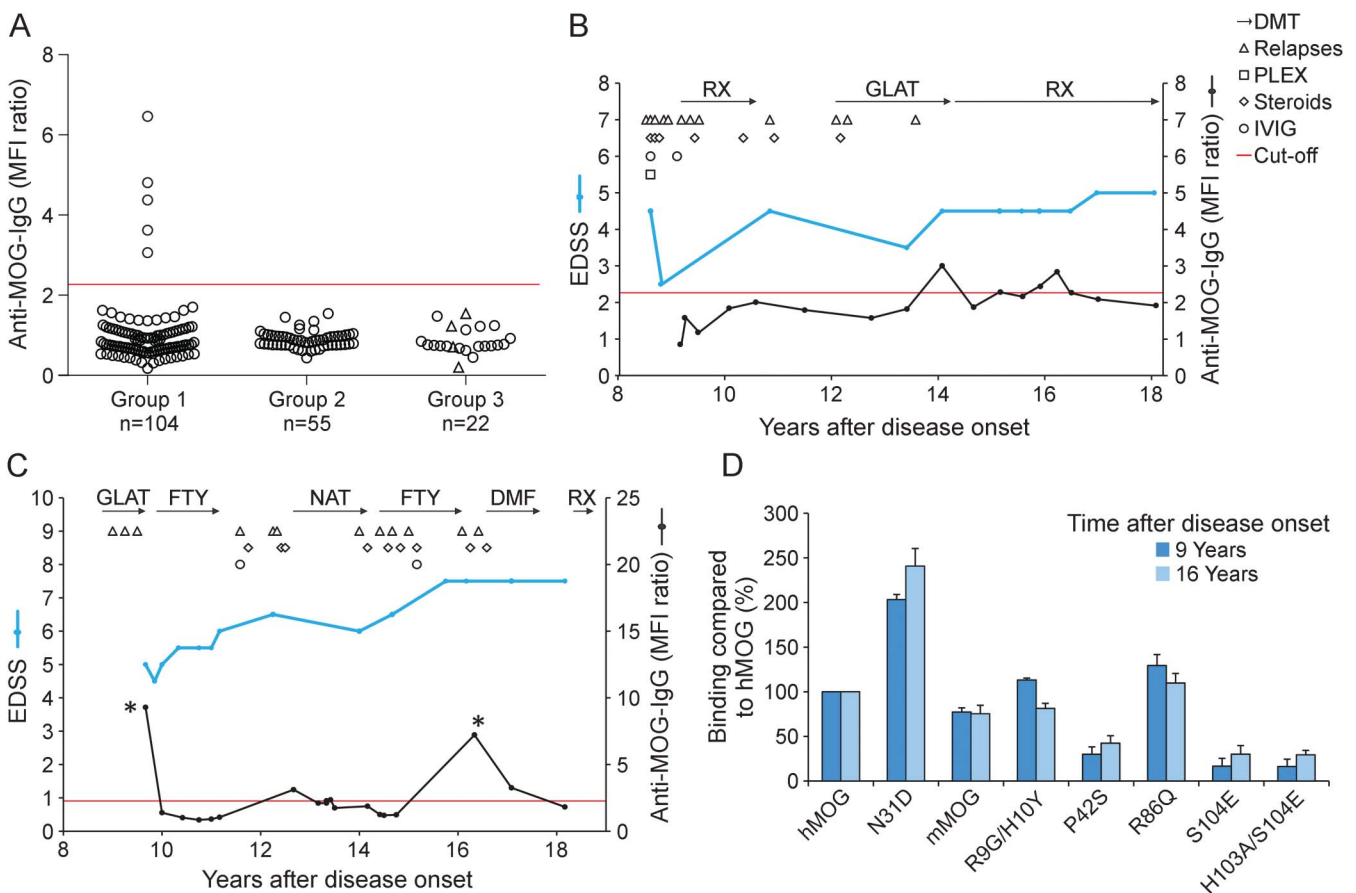 A
Anti-MOG-IgG (MFI ratio)
8
6
4
2
0
Group 1
n=104
Group 2
n=55
Group 3
n=22
B
EDSS
8
7
6
5
4
3
2
1
0
RX
GLAT
RX
8
7
6
5
4
3
2
1
0
Anti-MOG-IgG (MFI ratio)
8
10
12
14
16
18
Years after disease onset
DMT
Relapses
PLEX
Steroids
IVIG
Cut-off
C
EDSS
10
9
8
7
6
5
4
3
2
1
0
GLAT
FTY
NAT
FTY
DMF
RX
*
*
25
20
15
10
5
0
Anti-MOG-IgG (MFI ratio)
8
10
12
14
16
18
Years after disease onset
D
Binding compared
to hMOG (%)
300
250
200
150
100
50
0
Time after disease onset
9 Years
16 Years
hMOG
N31D
mMOG
R9G/H10Y
P42S
R86Q
S104E
H103A/S104E